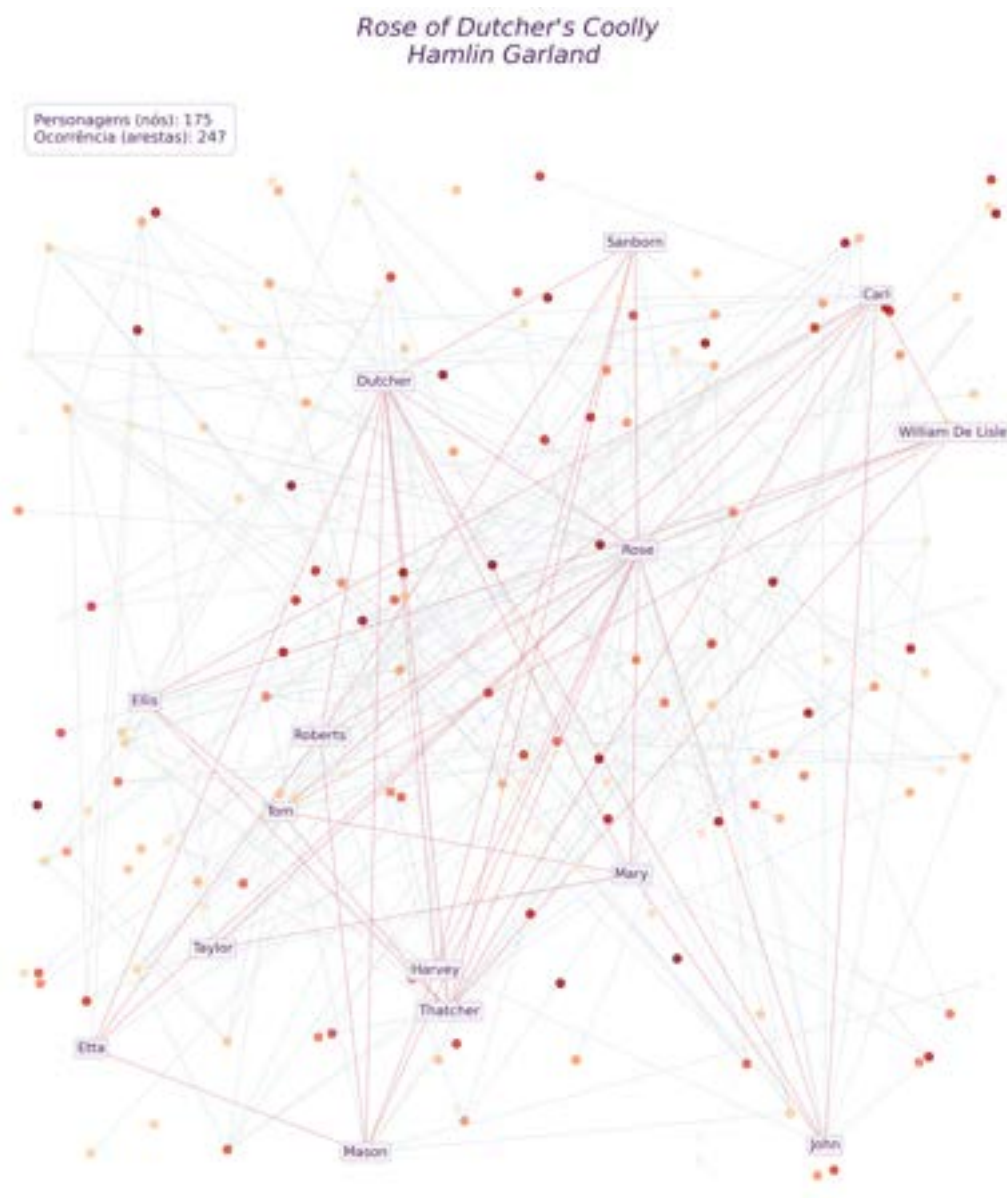 Rose of Dutcher's Coolly
Hamlin Garland
Personagens (nós): 175
Ocorrência (arestas): 247
Sanborn
Carl
Dutcher
William De Lisle
Rose
Ellis
Roberts
Tom
Mary
Taylor
Harvey
Thatcher
Etta
Mason
John